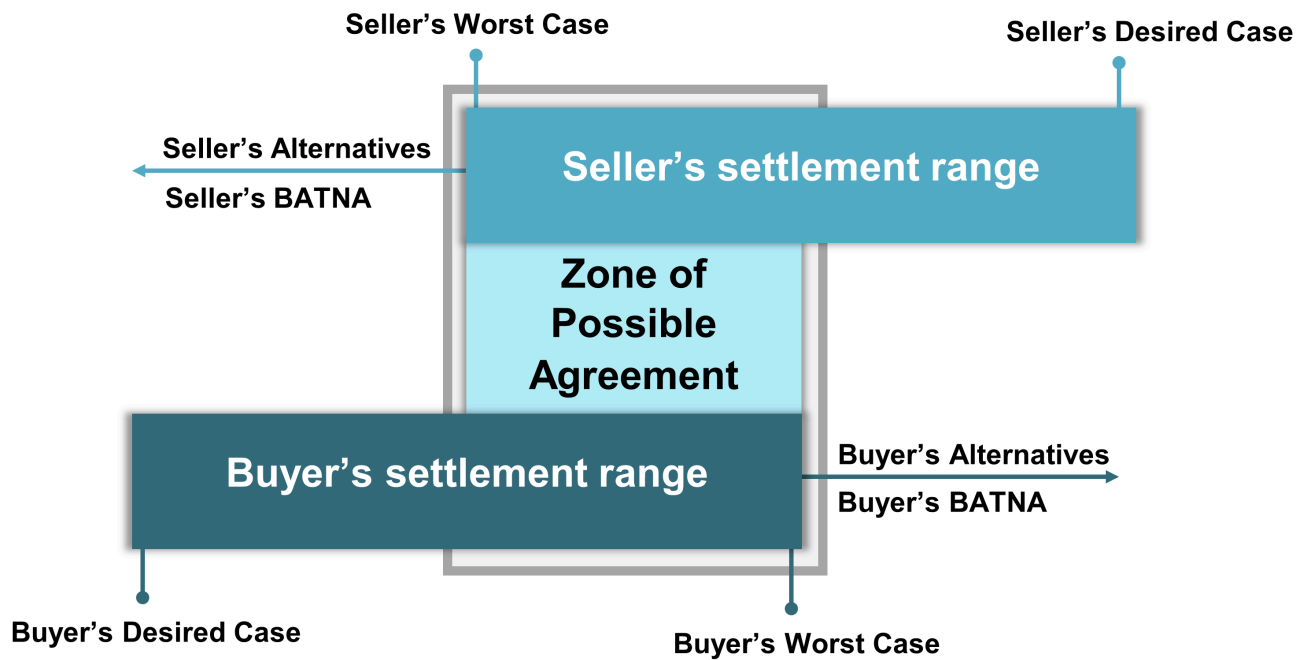 Seller’s Worst Case
Seller’s Desired Case
Seller’s Alternatives
Seller’s BATNA
Seller’s settlement range
Zone of
Possible
Agreement
Buyer’s settlement range
Buyer’s Alternatives
Buyer’s BATNA
Buyer’s Desired Case
Buyer’s Worst Case